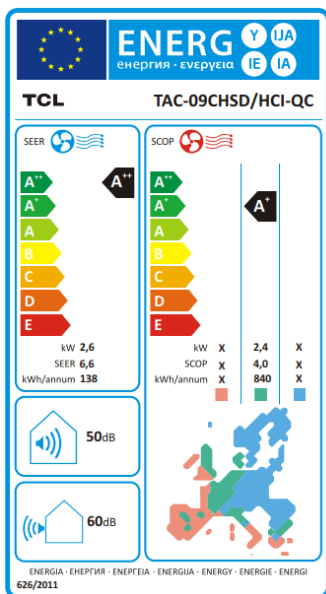 ENERG Y IJA
енергия · ενεργεια IE IA
TCL TAC-09CHSD/HCI-QC
SEER
SCOP
A++ A++ A++
A+ A+ A+
A A
B B
C C
D D
E E
kW 2,6 kW X 2,4 X
SEER 6,6 SCOP X 4,0 X
kWh/annum 138 kWh/annum X 840 X
50dB
60dB
ENERGIA · ЕНЕРГИЯ · ΕΝΕΡΓΕΙΑ · ENERGIJA · ENERGY · ENERGIE · ENERGI
626/2011